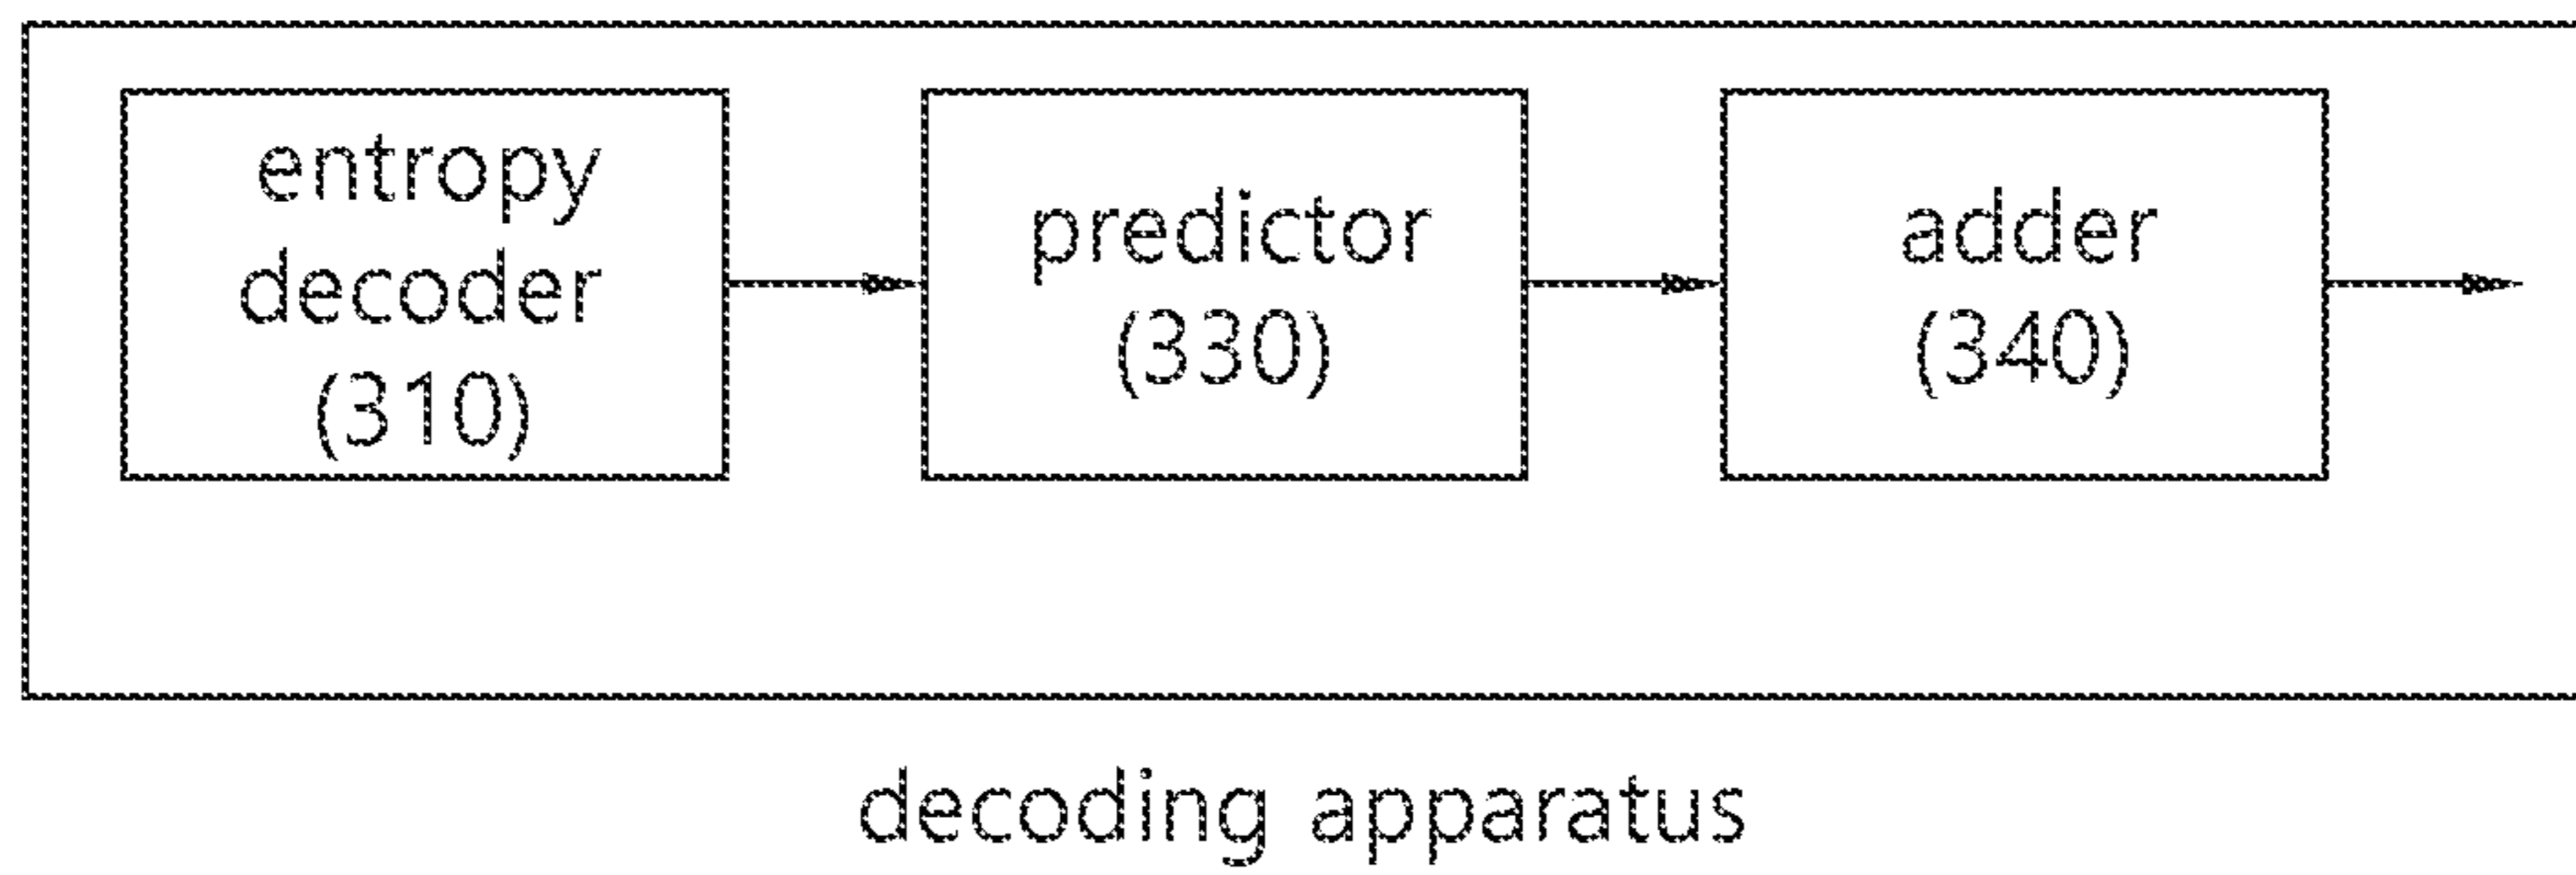 entropy
decoder
(310)
predictor
(330)
adder
(340)
decoding apparatus